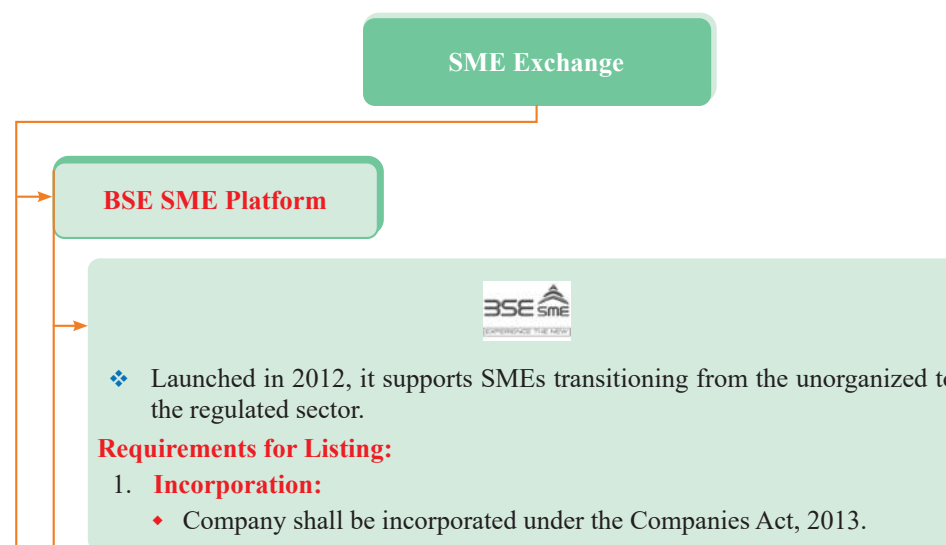 SME Exchange
BSE SME Platform
BSE SME
EXPERIENCE THE NEW
❖ Launched in 2012, it supports SMEs transitioning from the unorganized to
the regulated sector.
Requirements for Listing:
1. Incorporation:
◆ Company shall be incorporated under the Companies Act, 2013.